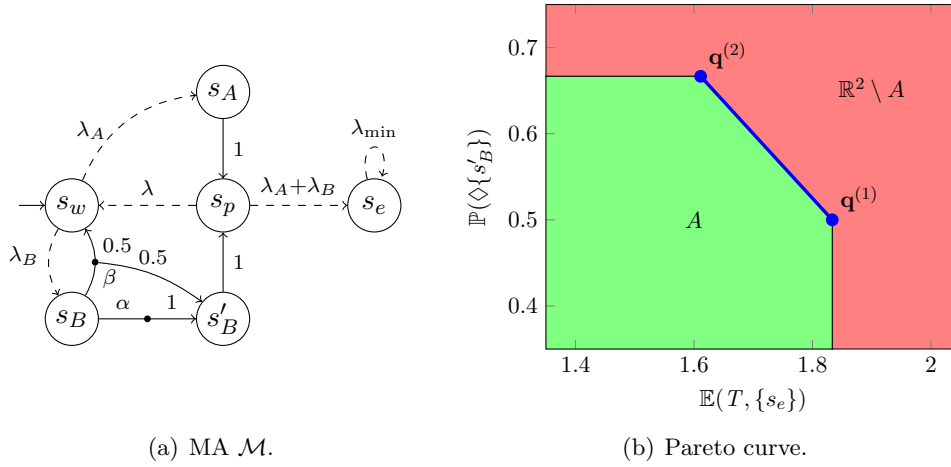 s_A
λ_A
1
λ_min
s_w
λ
s_p
λ_A+λ_B
s_e
λ_B
0.5
0.5
β
1
s_B
α
1
s'_B
(a) MA ℳ.
0.7
0.6
0.5
0.4
ℙ(◇{s'_B})
q^(2)
ℝ² \ A
q^(1)
A
1.4 1.6 1.8 2
𝔼(T, {s_e})
(b) Pareto curve.